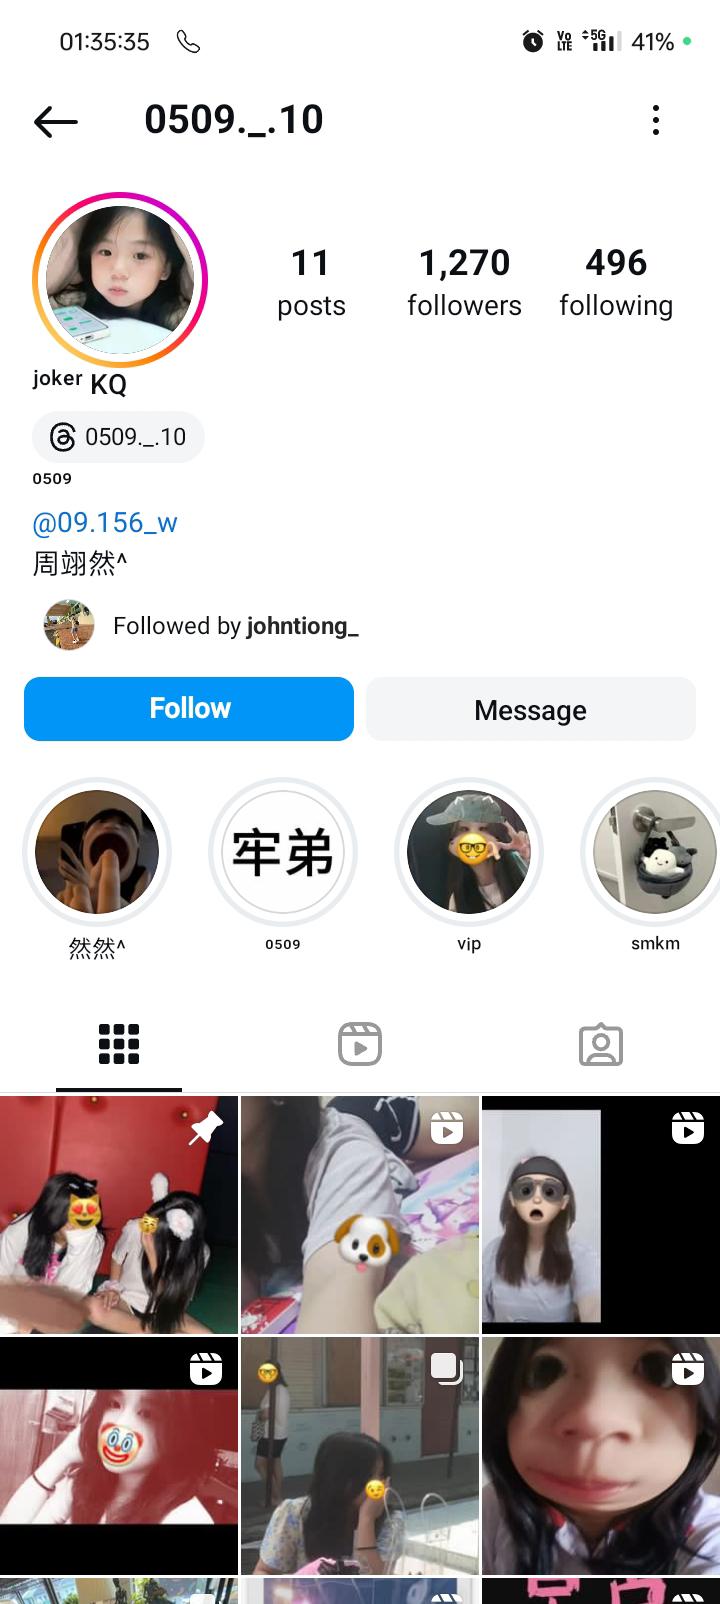 01:35:35 Vo LTE 5G 41%
0509._.10
11 1,270 496
posts followers following
joker KQ
0509._.10
0509
@09.156_w
周翊然^
Followed by johntiong_
Follow Message
牢弟
然然^ 0509 vip smkm